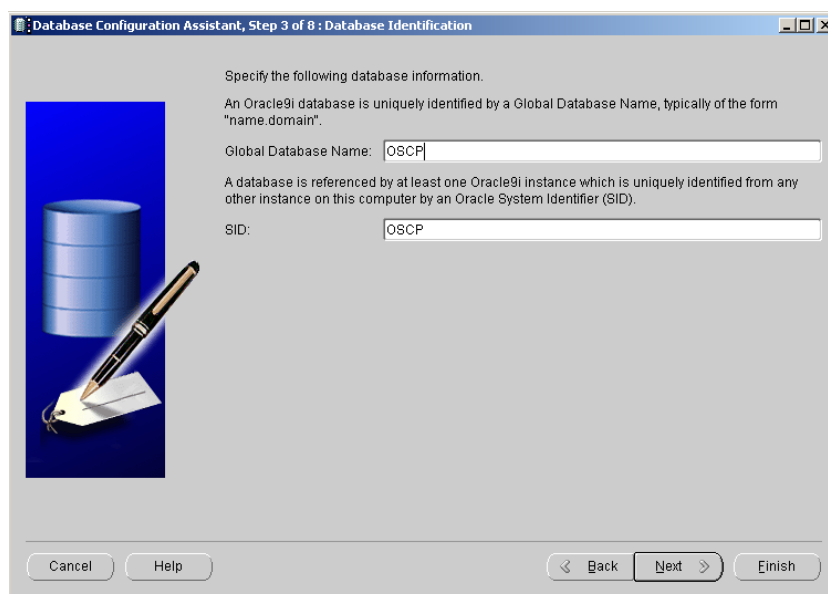 Database Configuration Assistant, Step 3 of 8 : Database Identification
Specify the following database information.
An Oracle9i database is uniquely identified by a Global Database Name, typically of the form
"name.domain".
Global Database Name: OSCP
A database is referenced by at least one Oracle9i instance which is uniquely identified from any
other instance on this computer by an Oracle System Identifier (SID).
SID: OSCP
Cancel Help Back Next Finish